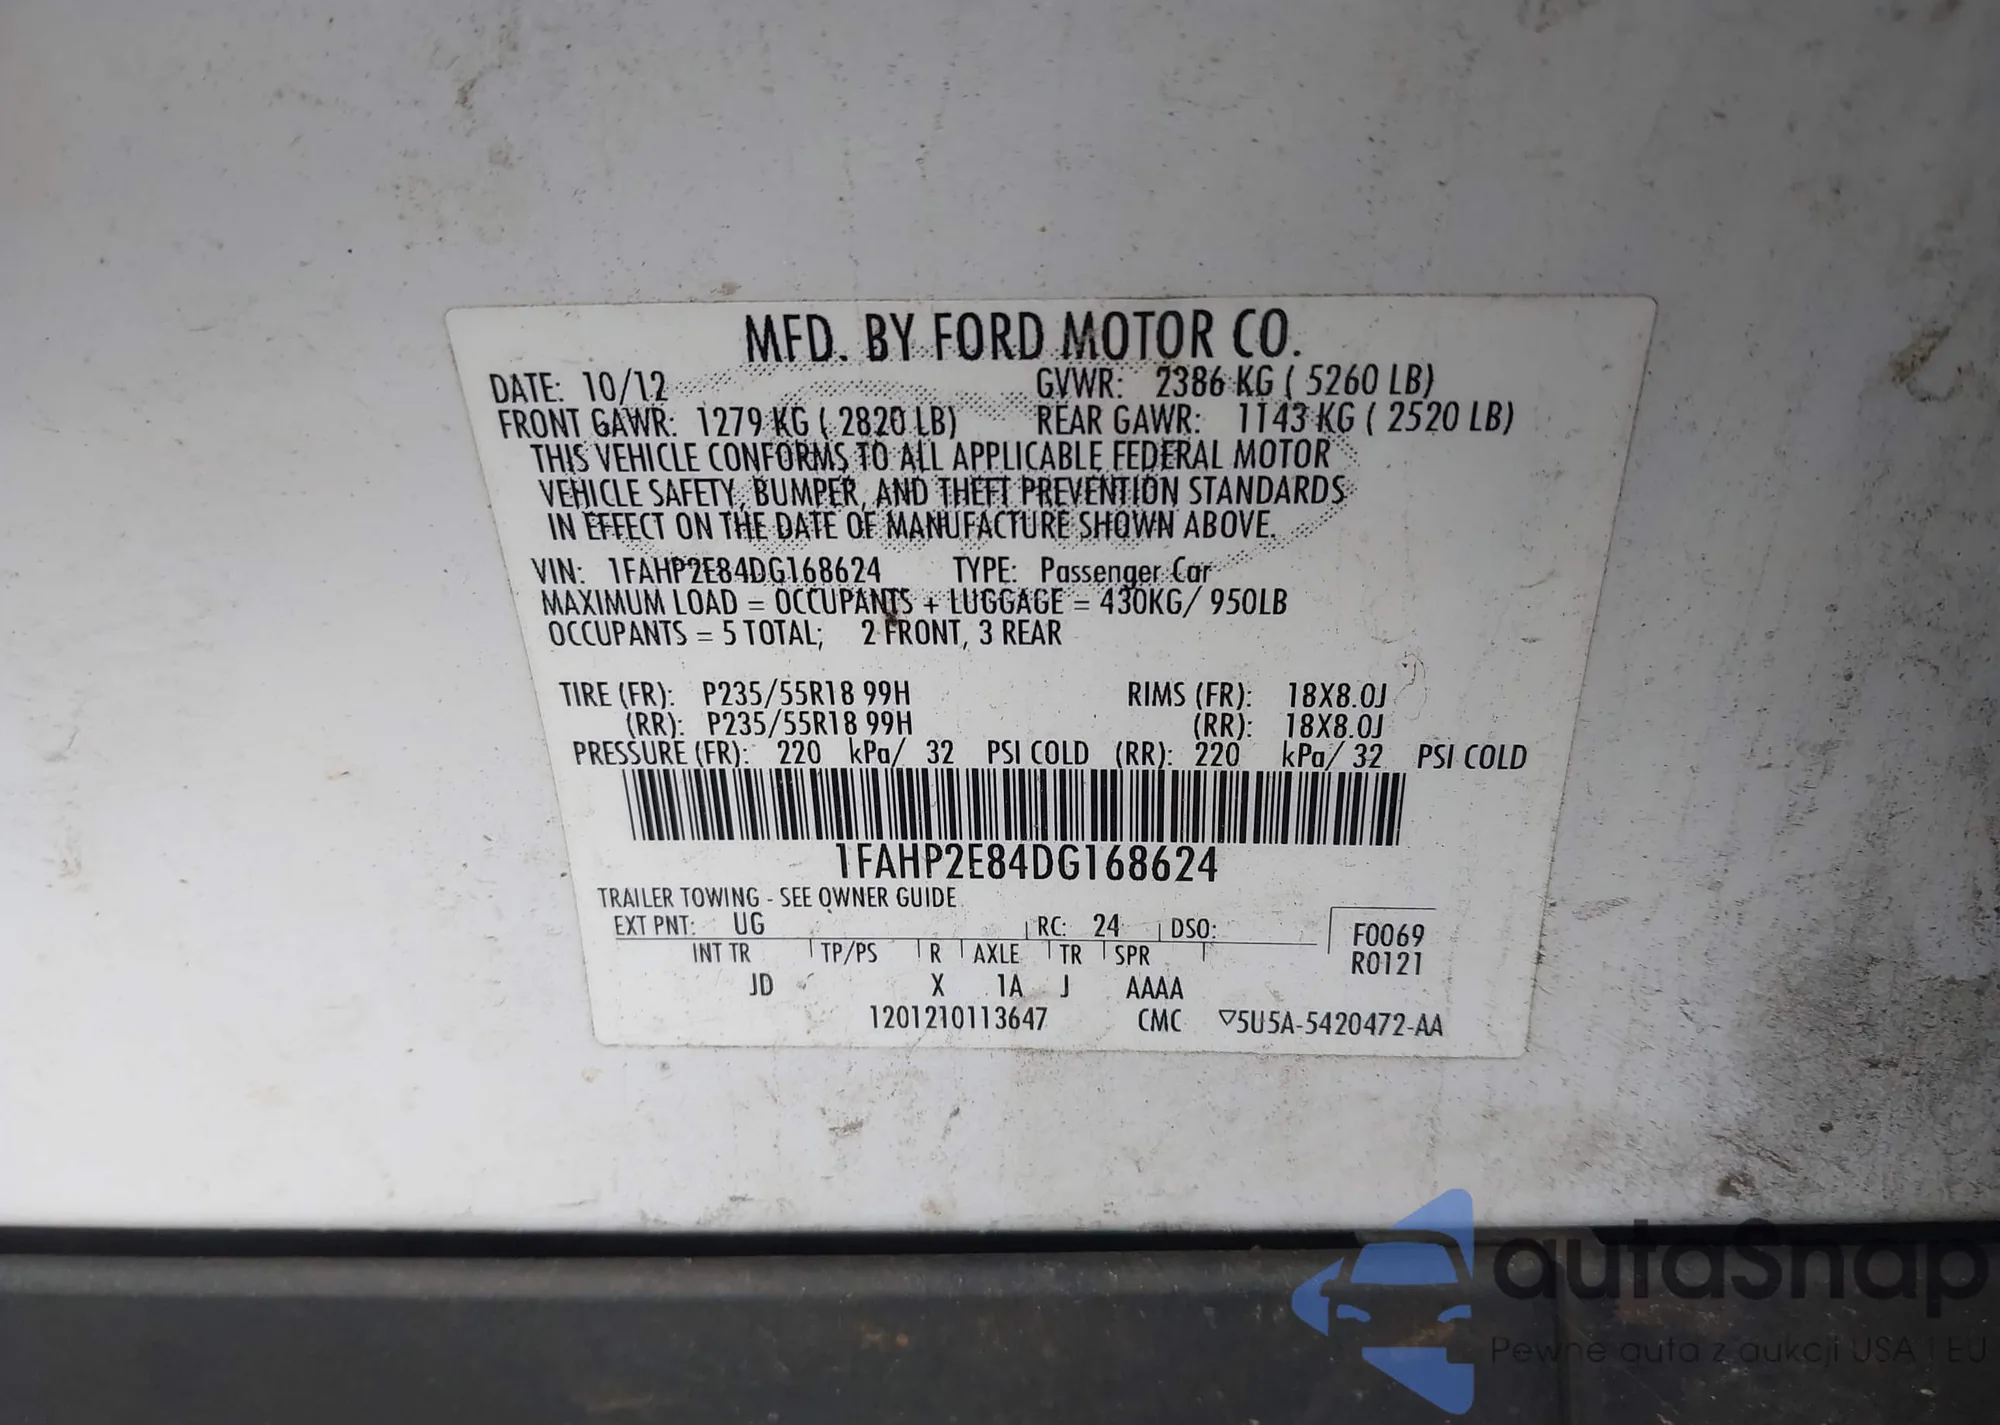 MFD. BY FORD MOTOR CO.
DATE: 10/12 GVWR: 2386 KG ( 5260 LB)
FRONT GAWR: 1279 KG ( 2820 LB) REAR GAWR: 1143 KG ( 2520 LB)
THIS VEHICLE CONFORMS TO ALL APPLICABLE FEDERAL MOTOR
VEHICLE SAFETY, BUMPER, AND THEFT PREVENTION STANDARDS
IN EFFECT ON THE DATE OF MANUFACTURE SHOWN ABOVE.
VIN: 1FAHP2E84DG168624 TYPE: Passenger Car
MAXIMUM LOAD = OCCUPANTS + LUGGAGE = 430KG/ 950LB
OCCUPANTS = 5 TOTAL; 2 FRONT, 3 REAR
TIRE (FR): P235/55R18 99H RIMS (FR): 18X8.0J
(RR): P235/55R18 99H (RR): 18X8.0J
PRESSURE (FR): 220 kPa/ 32 PSI COLD (RR): 220 kPa/ 32 PSI COLD
1FAHP2E84DG168624
TRAILER TOWING - SEE OWNER GUIDE
EXT PNT: UG RC: 24 DSO: F0069
INT TR TP/PS R AXLE TR SPR R0121
JD X 1A J AAAA
1201210113647 CMC ▽5U5A-5420472-AA
autaSnap
Pewne auta z aukcji USA i EU